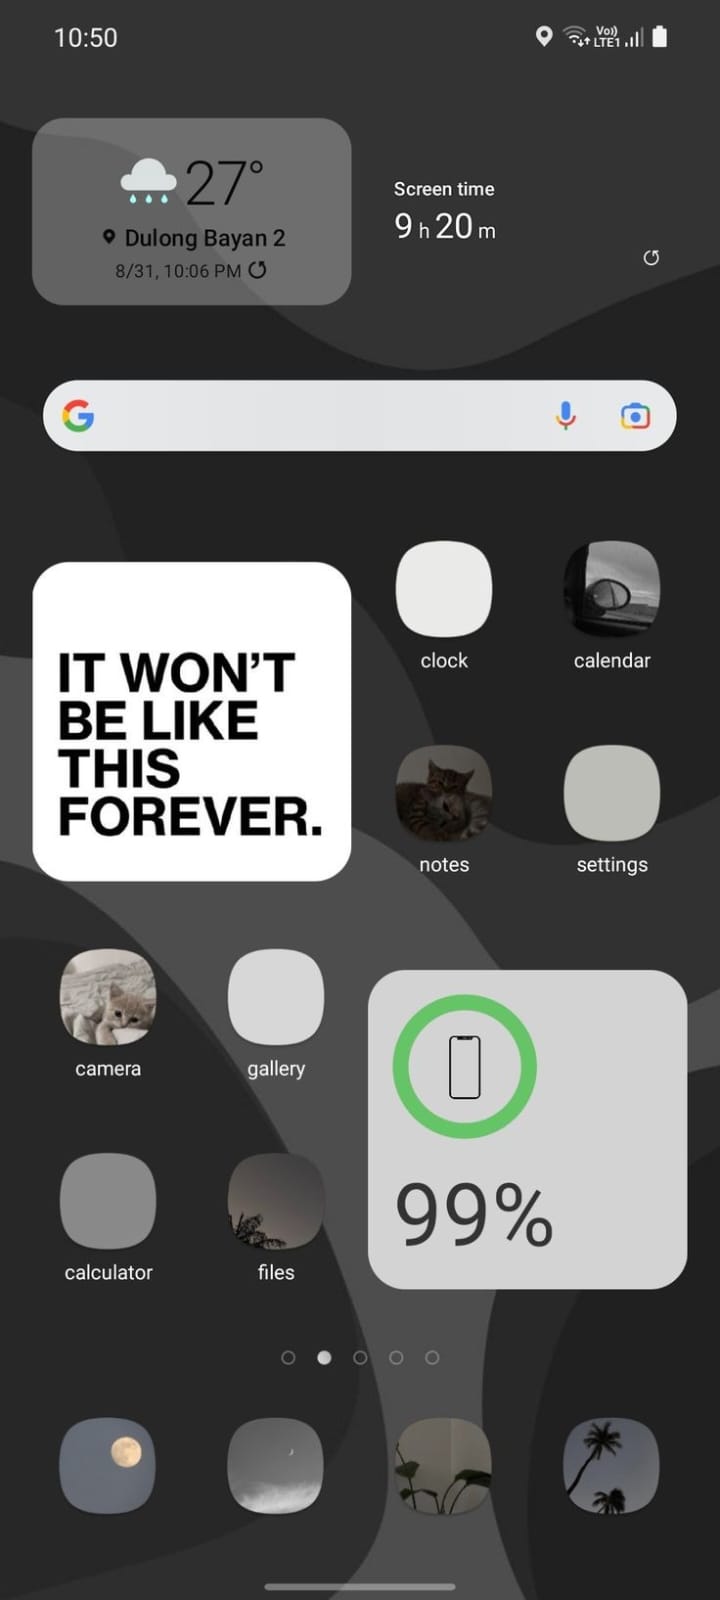 10:50
Vo))
LTE1
27°
Dulong Bayan 2
8/31, 10:06 PM
Screen time
9 h 20 m
G
IT WON'T
BE LIKE
THIS
FOREVER.
clock
calendar
notes
settings
camera
gallery
calculator
files
99%